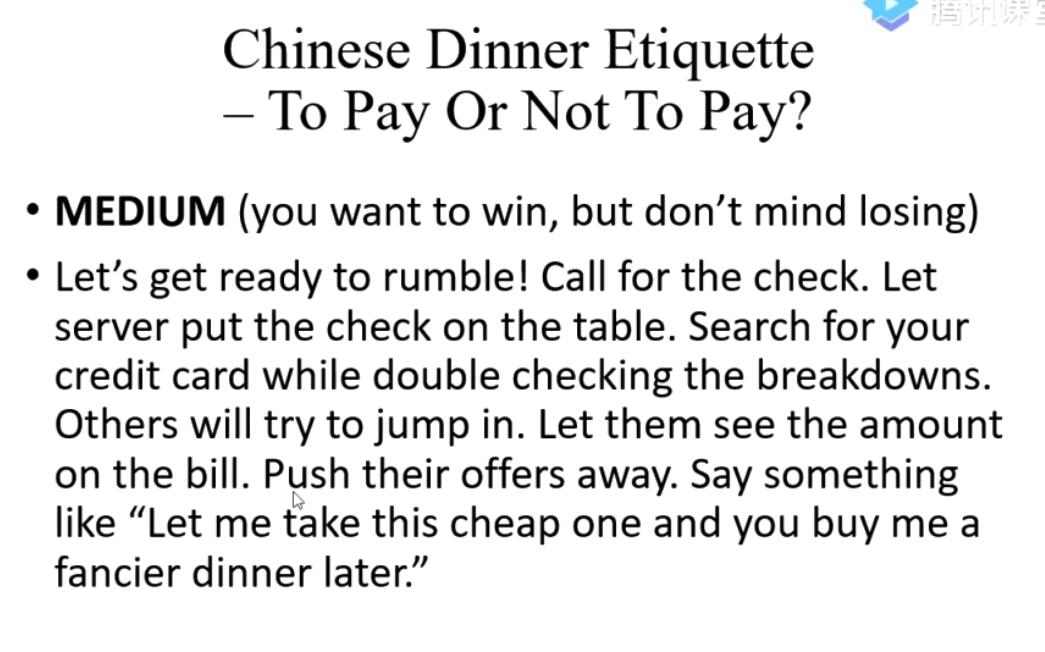 腾讯课堂
Chinese Dinner Etiquette
– To Pay Or Not To Pay?
• MEDIUM (you want to win, but don’t mind losing)
• Let’s get ready to rumble! Call for the check. Let
server put the check on the table. Search for your
credit card while double checking the breakdowns.
Others will try to jump in. Let them see the amount
on the bill. Push their offers away. Say something
like “Let me take this cheap one and you buy me a
fancier dinner later.”